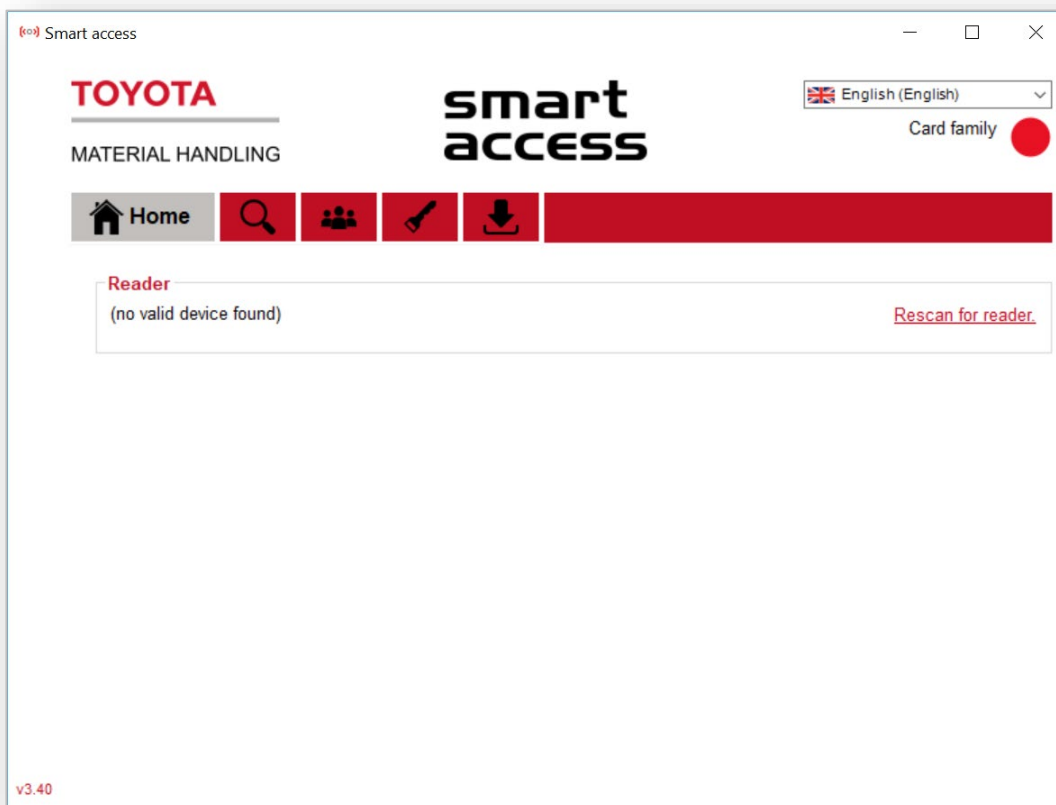 Smart access
TOYOTA
MATERIAL HANDLING
smart
access
English (English)
Card family
Home
Reader
(no valid device found)
Rescan for reader.
v3.40